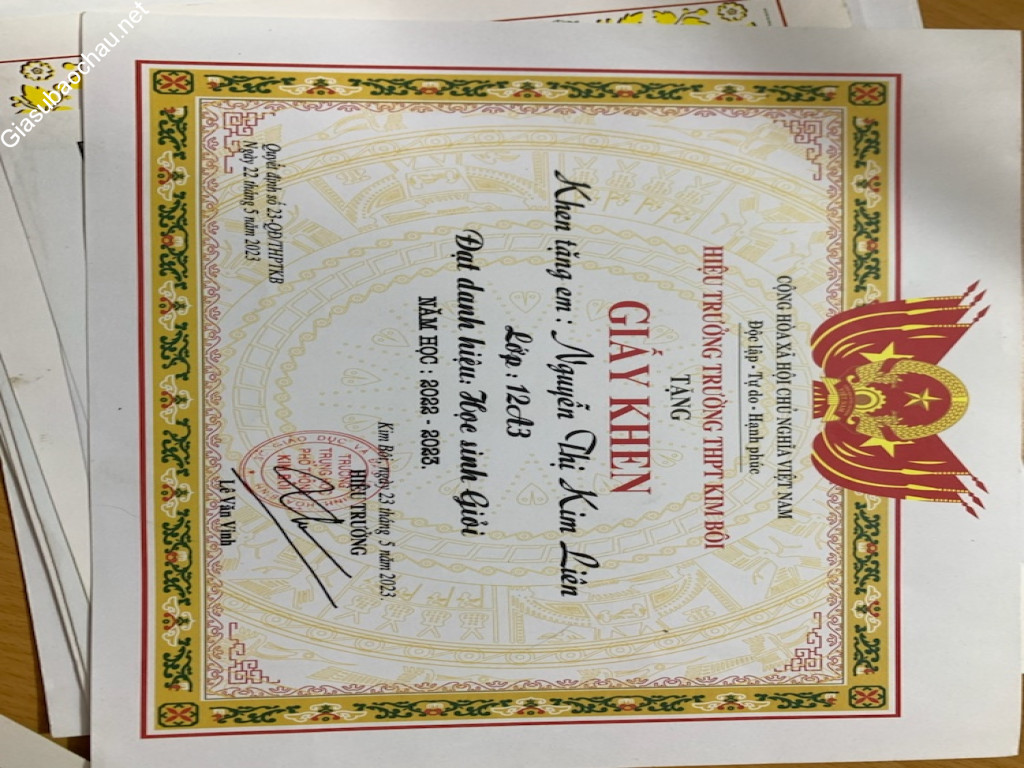 CỘNG HÒA XÃ HỘI CHỦ NGHĨA VIỆT NAM
Độc lập - Tự do - Hạnh phúc
HIỆU TRƯỞNG TRƯỜNG THPT KIM BÔI
TẶNG
GIẤY KHEN
Khen tặng em : Nguyễn Thị Kim Liên
Lớp : 12A3
Đạt danh hiệu: Học sinh Giỏi
NĂM HỌC : 2022 - 2023.
Kim Bôi, ngày 23 tháng 5 năm 2023.
HIỆU TRƯỞNG
TRƯỜNG
TRUNG
Lê Văn Vinh
Quyết định số 23-QĐ/THPTKB
Ngày 22 tháng 5 năm 2023
Giasubaochau.net